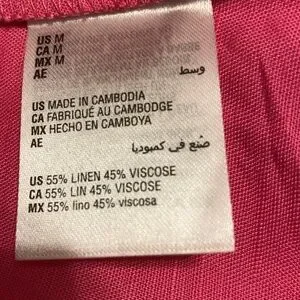 US M
CA M
MX M
AE
وسط
US MADE IN CAMBODIA
CA FABRIQUÉ AU CAMBODGE
MX HECHO EN CAMBOYA
AE
صُنع في كمبوديا
US 55% LINEN 45% VISCOSE
CA 55% LIN 45% VISCOSE
MX 55% lino 45% viscosa